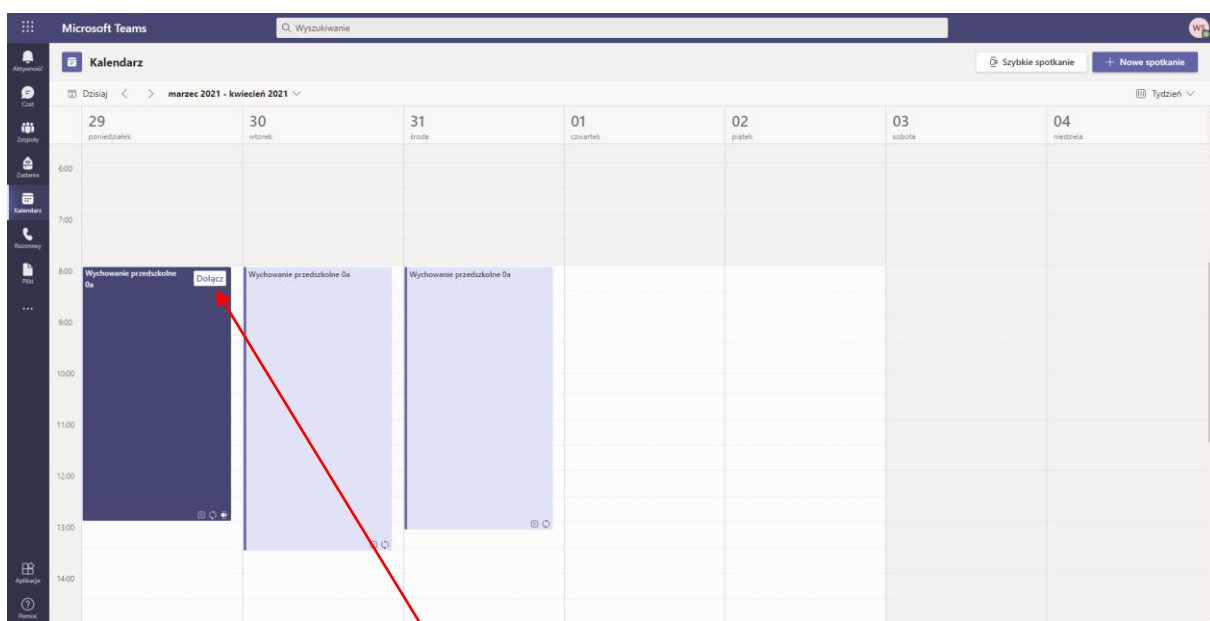 Microsoft Teams
Wyszukiwanie
WS
Aktywność
Kalendarz
Szybkie spotkanie
+ Nowe spotkanie
Czat
Dzisiaj < > marzec 2021 - kwiecień 2021
Tydzień
Zespoły
29 30 31 01 02 03 04
poniedziałek wtorek środa czwartek piątek sobota niedziela
Zadania
6:00
Kalendarz
7:00
Rozmowy
8:00
Wychowanie przedszkolne
0a
Dołącz
Wychowanie przedszkolne 0a
Wychowanie przedszkolne 0a
Pliki
...
9:00
10:00
11:00
12:00
13:00
14:00
Aplikacje
Pomoc